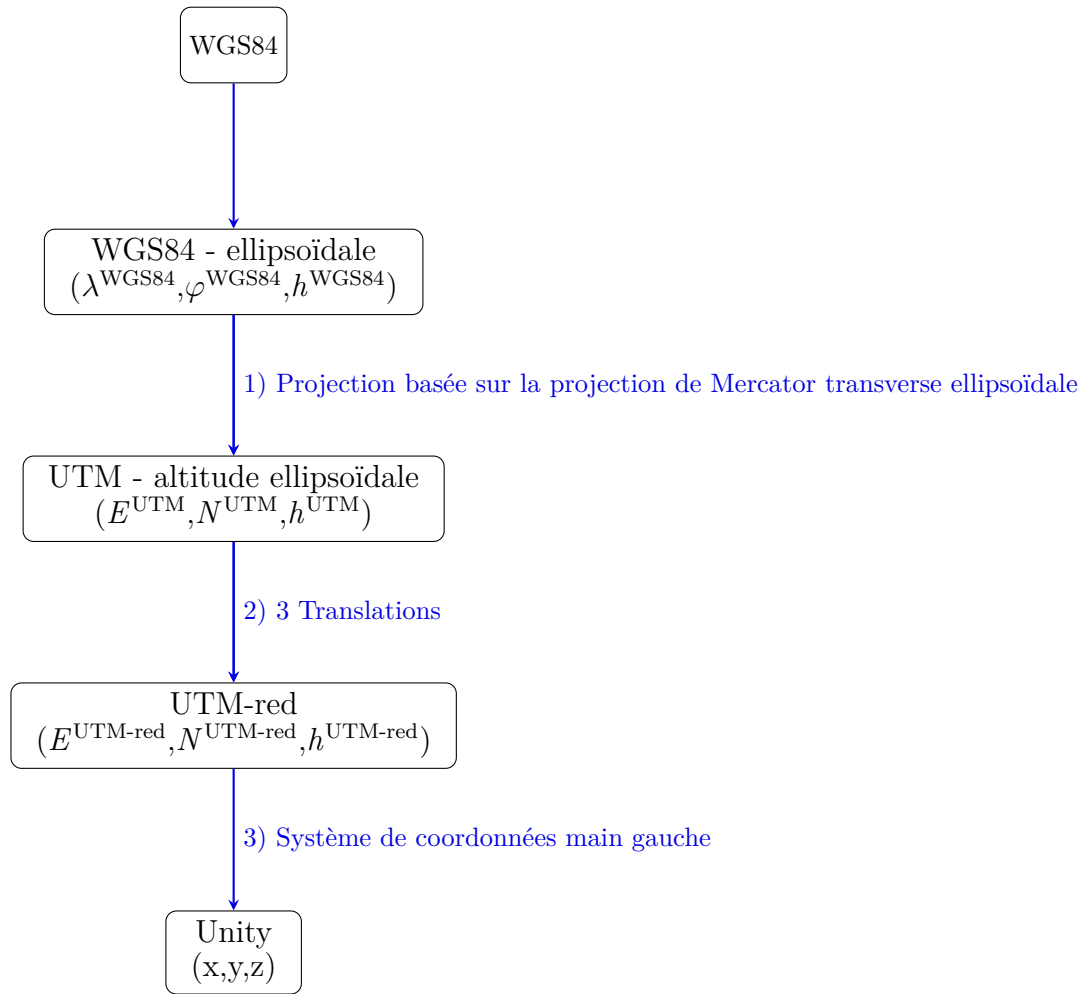 WGS84
WGS84 - ellipsoïdale
(λ^WGS84,φ^WGS84,h^WGS84)
1) Projection basée sur la projection de Mercator transverse ellipsoïdale
UTM - altitude ellipsoïdale
(E^UTM,N^UTM,h^UTM)
2) 3 Translations
UTM-red
(E^UTM-red,N^UTM-red,h^UTM-red)
3) Système de coordonnées main gauche
Unity
(x,y,z)